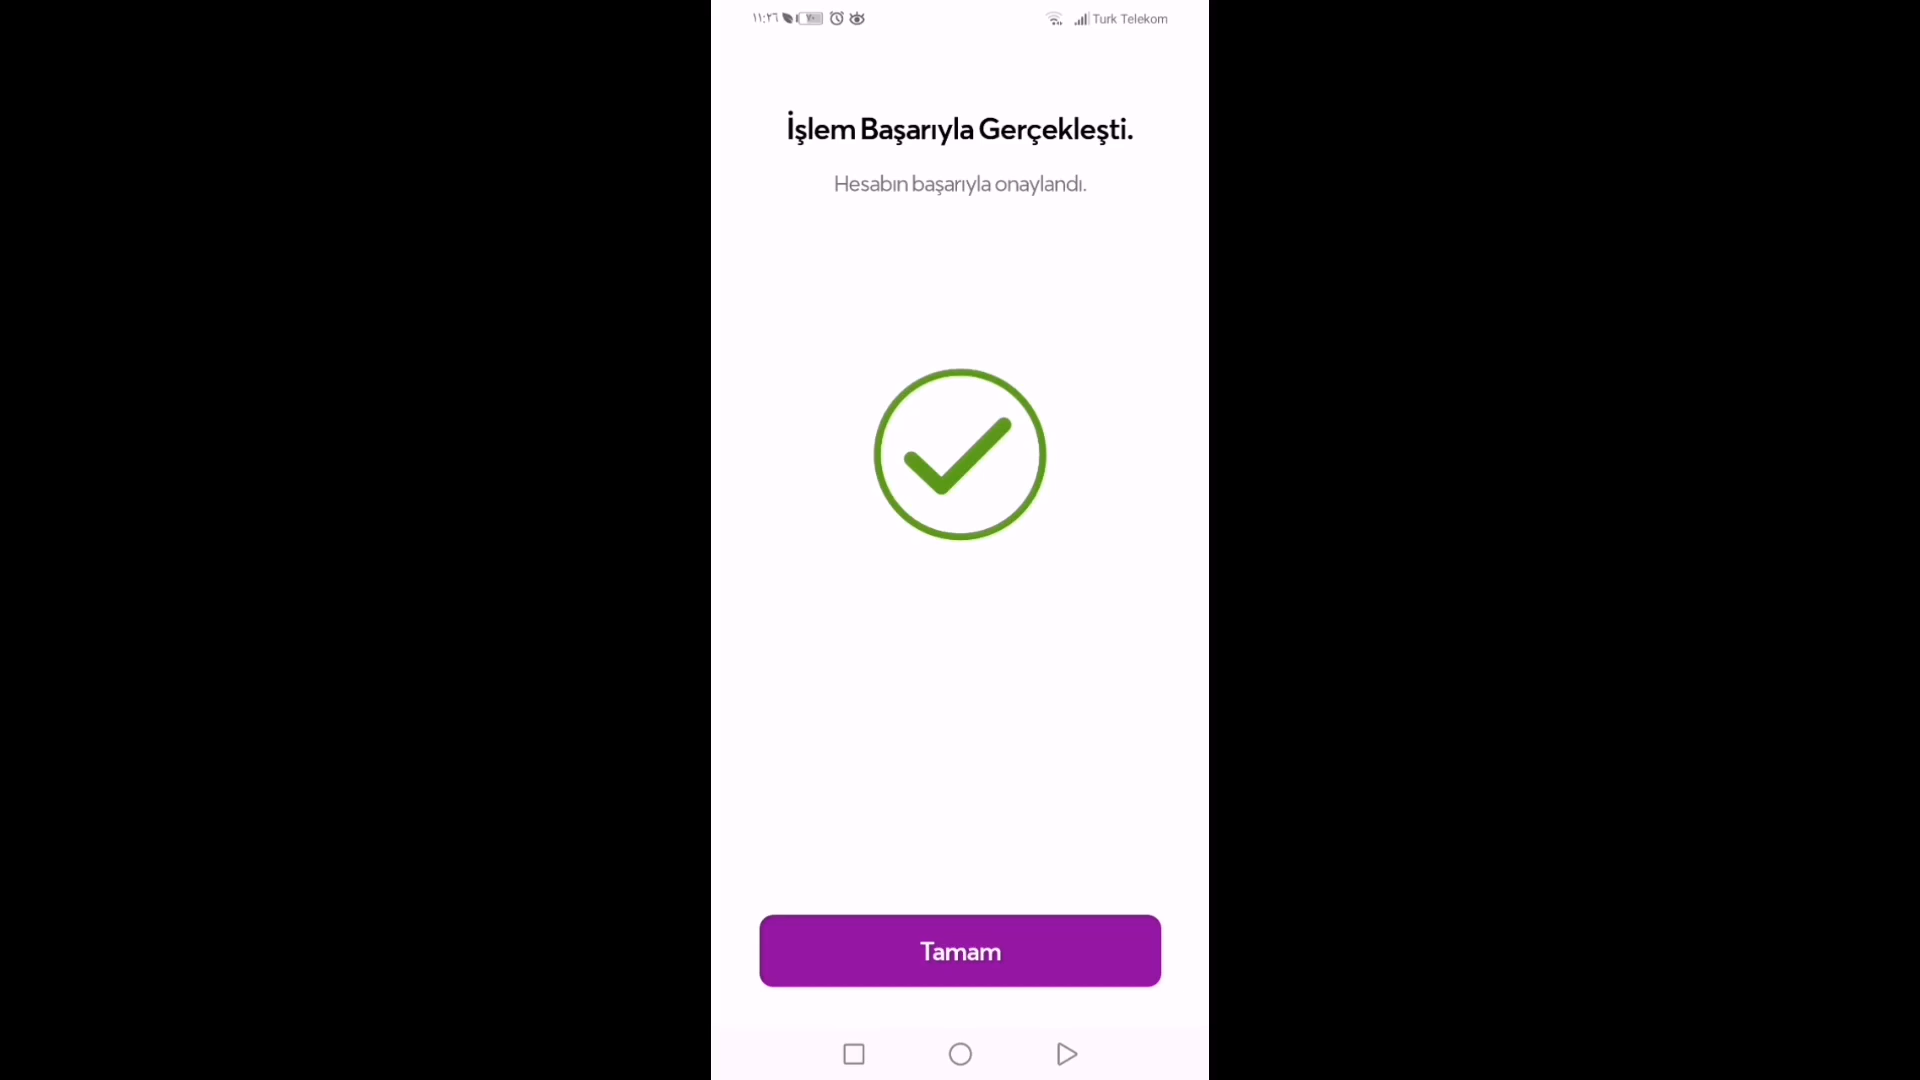 ١١:٢٦
Turk Telekom
İşlem Başarıyla Gerçekleşti.
Hesabın başarıyla onaylandı.
Tamam